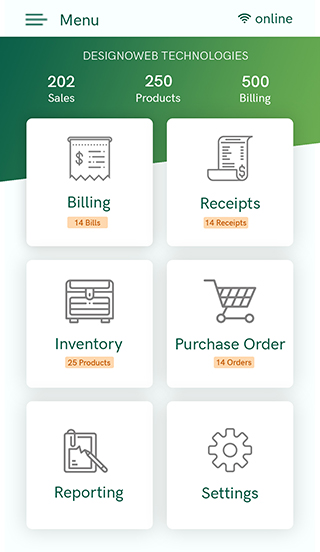 Menu online
DESIGNOWEB TECHNOLOGIES
202 250 500
Sales Products Billing
$ $
Billing Receipts
14 Bills 14 Receipts
Inventory Purchase Order
25 Products 14 Orders
Reporting Settings